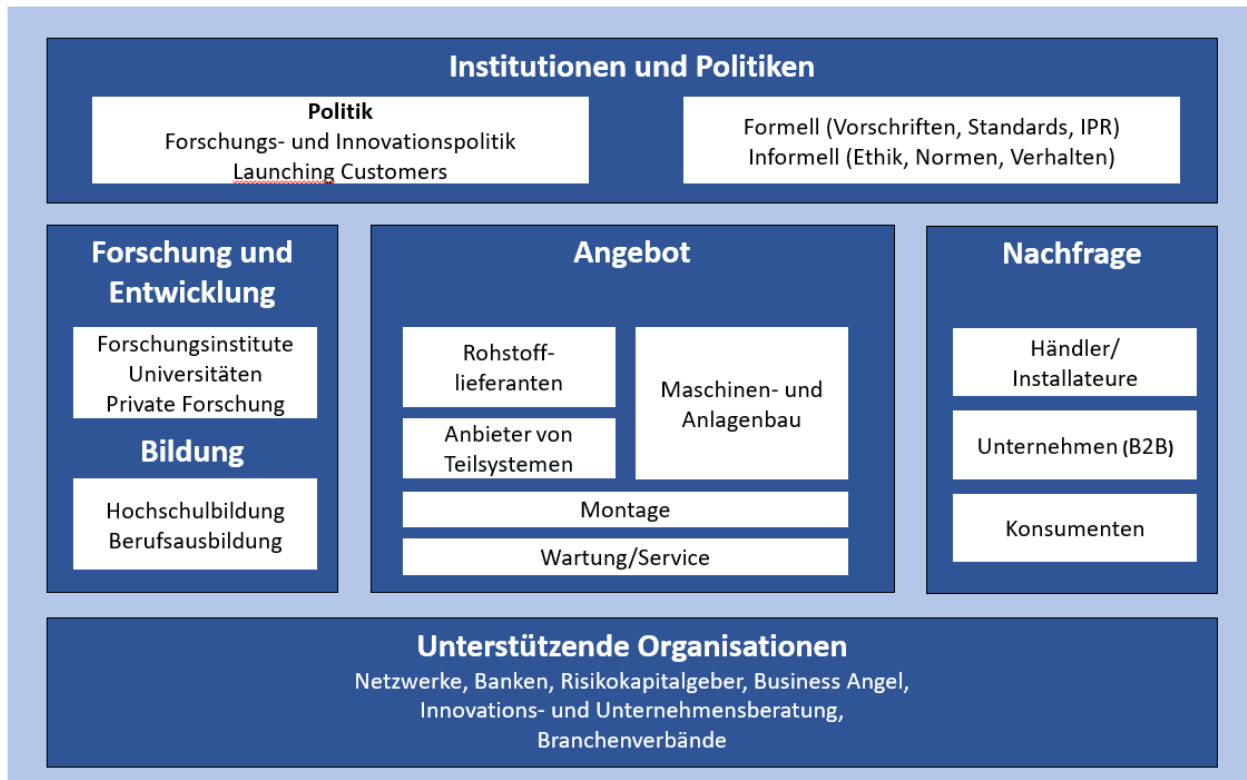 Institutionen und Politiken
Politik
Forschungs- und Innovationspolitik
Launching Customers
Formell (Vorschriften, Standards, IPR)
Informell (Ethik, Normen, Verhalten)
Forschung und
Entwicklung
Forschungsinstitute
Universitäten
Private Forschung
Bildung
Hochschulbildung
Berufsausbildung
Angebot
Rohstoff-
lieferanten
Anbieter von
Teilsystemen
Maschinen- und
Anlagenbau
Montage
Wartung/Service
Nachfrage
Händler/
Installateure
Unternehmen (B2B)
Konsumenten
Unterstützende Organisationen
Netzwerke, Banken, Risikokapitalgeber, Business Angel,
Innovations- und Unternehmensberatung,
Branchenverbände